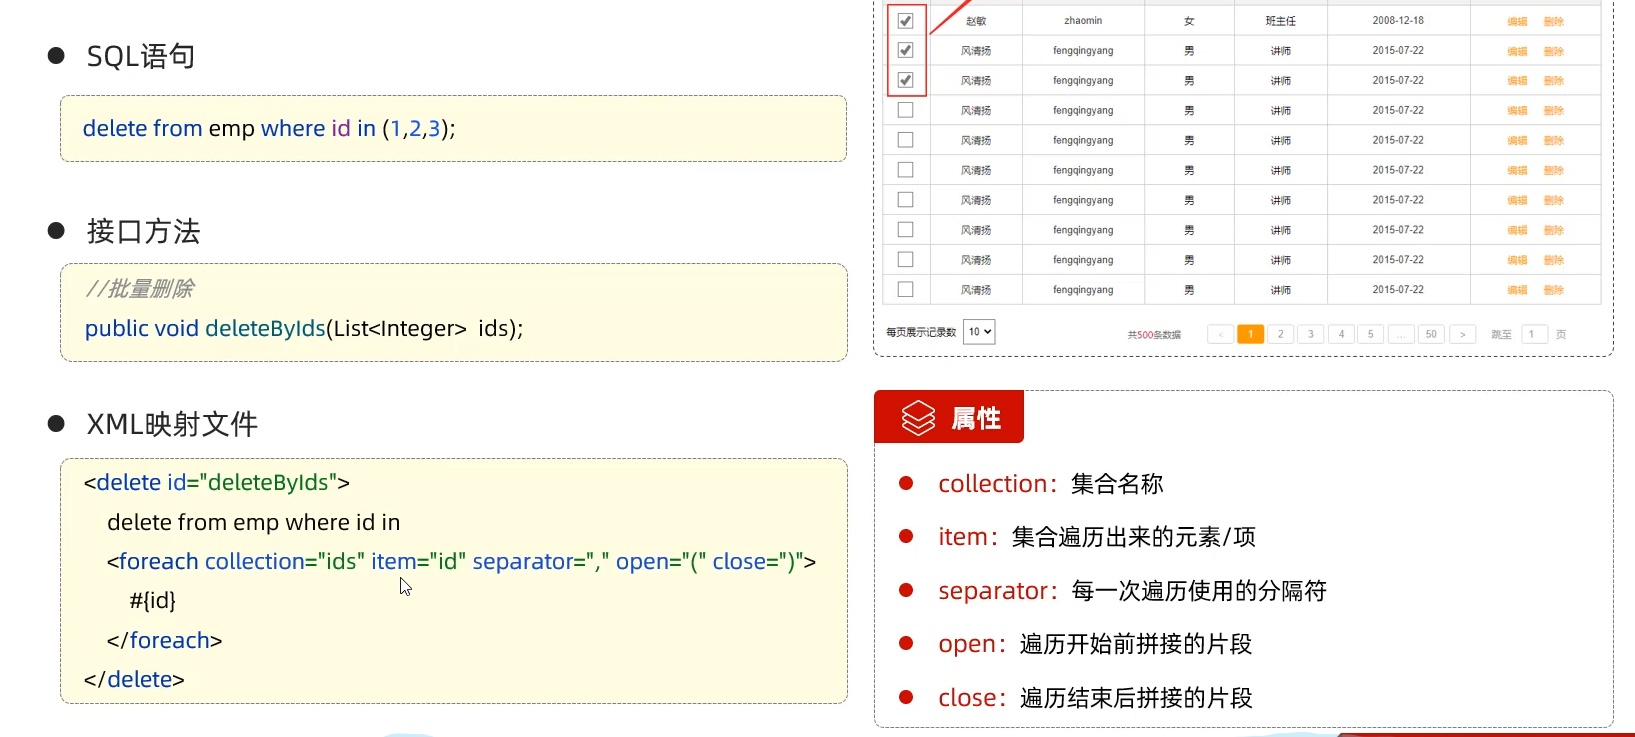 ● SQL语句
delete from emp where id in (1,2,3);
● 接口方法
//批量删除
public void deleteByIds(List<Integer> ids);
● XML映射文件
<delete id="deleteByIds">
delete from emp where id in
<foreach collection="ids" item="id" separator="," open="(" close=")">
#{id}
</foreach>
</delete>
赵敏 zhaomin 女 班主任 2008-12-18 编辑 删除
风清扬 fengqingyang 男 讲师 2015-07-22 编辑 删除
风清扬 fengqingyang 男 讲师 2015-07-22 编辑 删除
风清扬 fengqingyang 男 讲师 2015-07-22 编辑 删除
风清扬 fengqingyang 男 讲师 2015-07-22 编辑 删除
风清扬 fengqingyang 男 讲师 2015-07-22 编辑 删除
风清扬 fengqingyang 男 讲师 2015-07-22 编辑 删除
风清扬 fengqingyang 男 讲师 2015-07-22 编辑 删除
风清扬 fengqingyang 男 讲师 2015-07-22 编辑 删除
风清扬 fengqingyang 男 讲师 2015-07-22 编辑 删除
每页展示记录数 10 共500条数据 < 1 2 3 4 5 ... 50 > 跳至 1 页
属性
● collection：集合名称
● item：集合遍历出来的元素/项
● separator：每一次遍历使用的分隔符
● open：遍历开始前拼接的片段
● close：遍历结束后拼接的片段